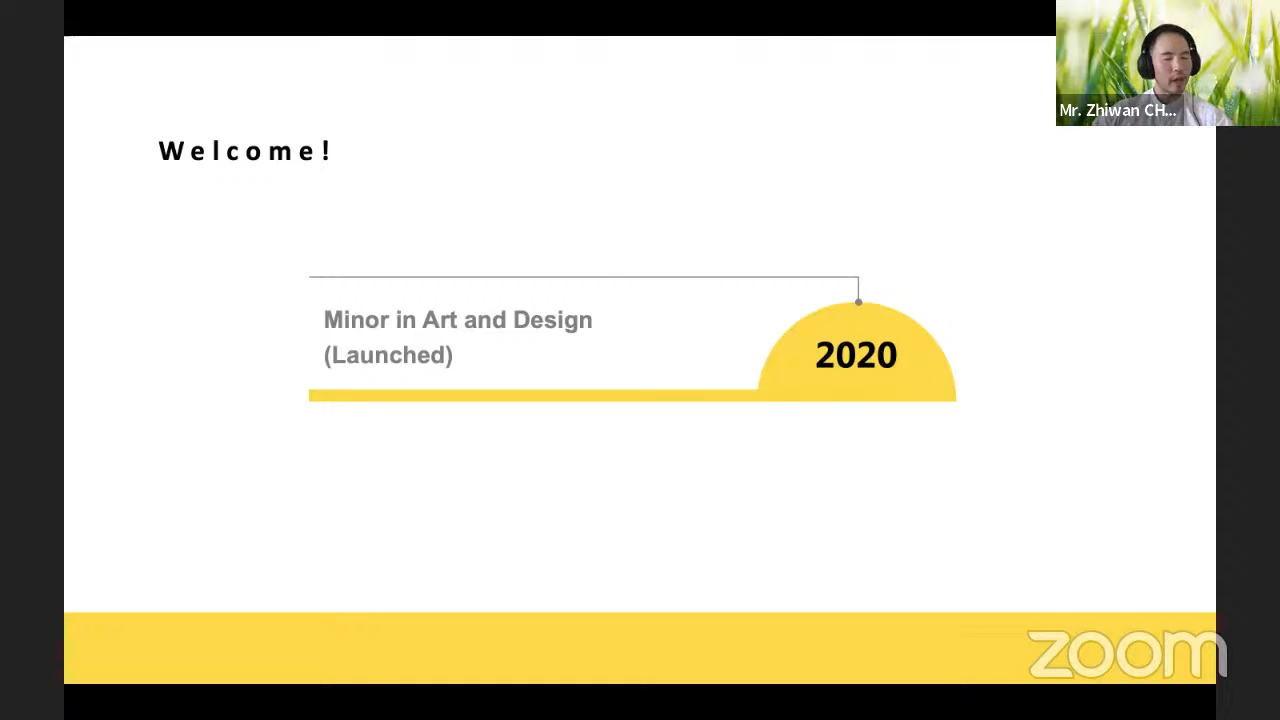 Mr. Zhiwan CH...
Welcome!
Minor in Art and Design
(Launched)
2020
zoom